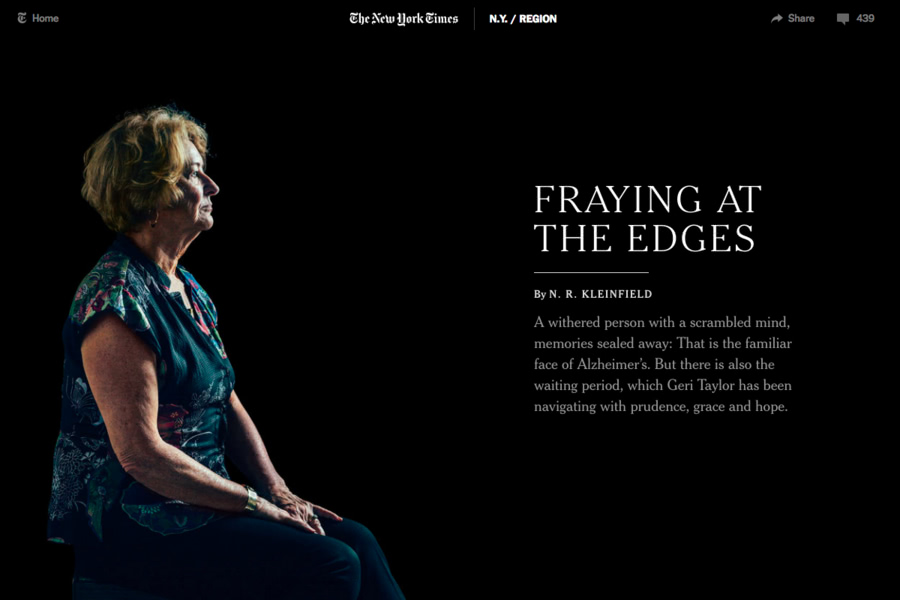 Home
The New York Times
N.Y. / REGION
Share
439
FRAYING AT
THE EDGES
By N. R. KLEINFIELD
A withered person with a scrambled mind,
memories sealed away: That is the familiar
face of Alzheimer's. But there is also the
waiting period, which Geri Taylor has been
navigating with prudence, grace and hope.